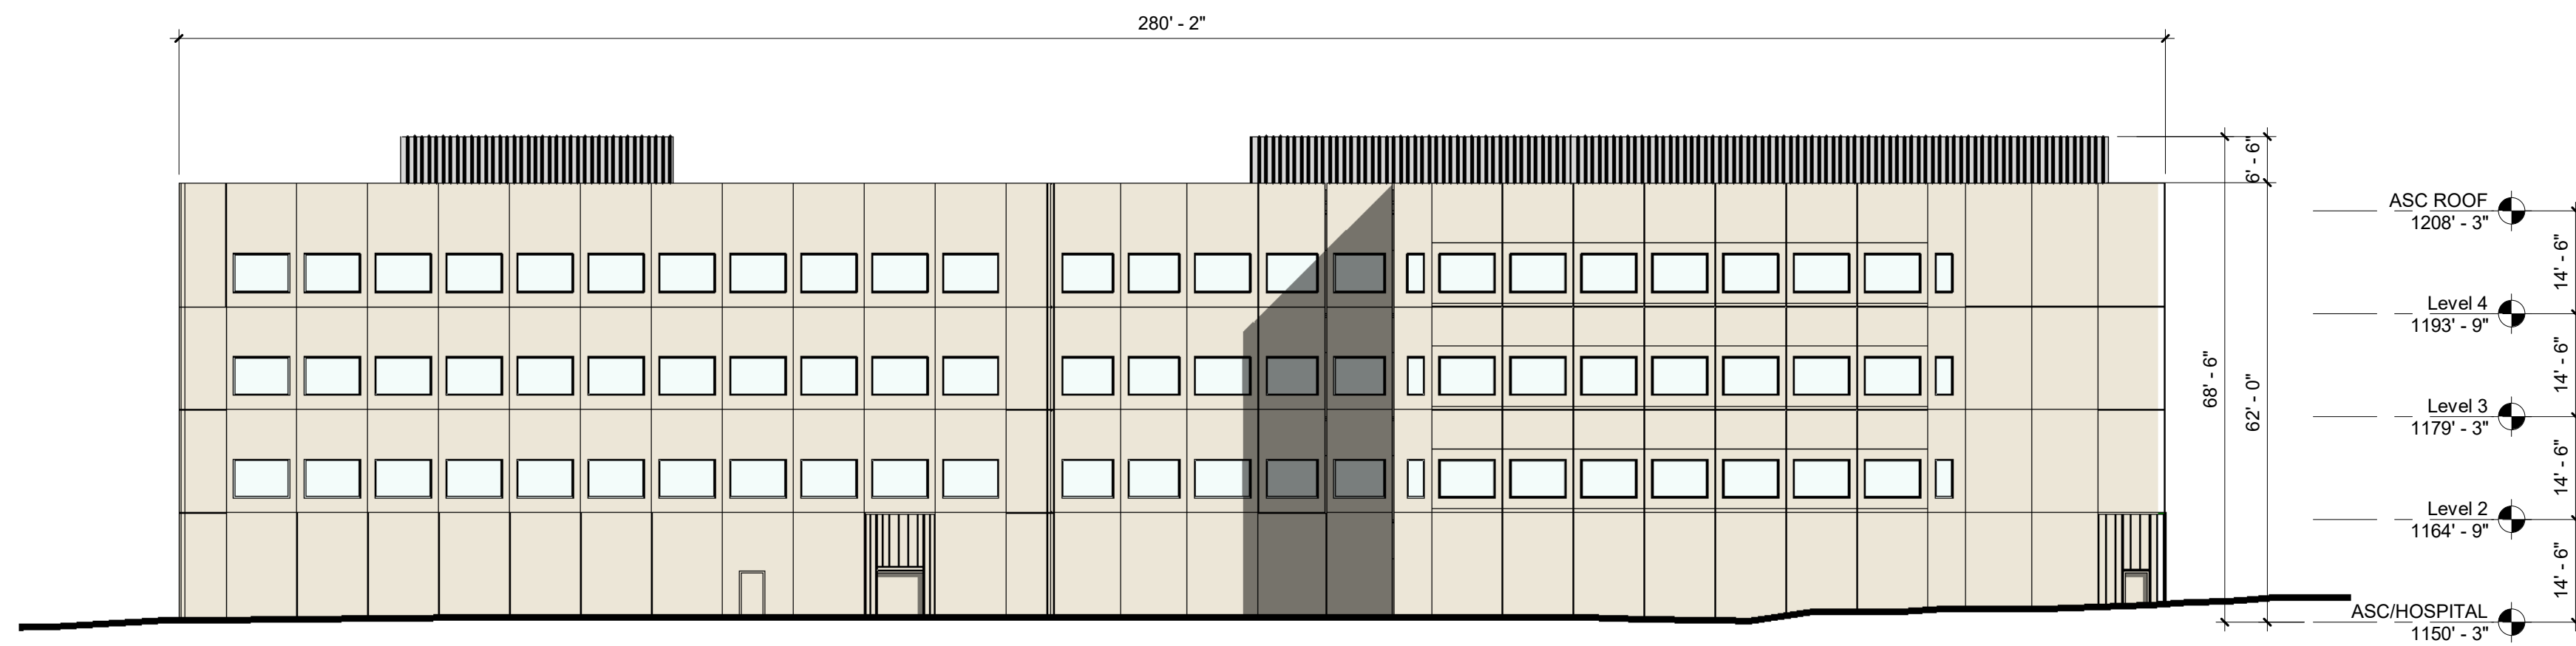 280' - 2"
6' - 6"
68' - 6"
62' - 0"
ASC ROOF
1208' - 3"
14' - 6"
Level 4
1193' - 9"
14' - 6"
Level 3
1179' - 3"
14' - 6"
Level 2
1164' - 9"
14' - 6"
ASC/HOSPITAL
1150' - 3"